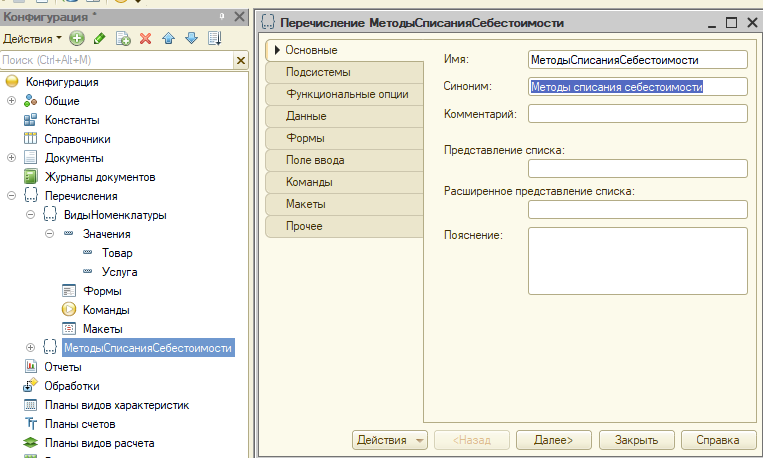 Конфигурация *
Действия
Поиск (Ctrl+Alt+M)
Конфигурация
Общие
Константы
Справочники
Документы
Журналы документов
Перечисления
ВидыНоменклатуры
Значения
Товар
Услуга
Формы
Команды
Макеты
МетодыСписанияСебестоимости
Отчеты
Обработки
Планы видов характеристик
Планы счетов
Планы видов расчета
Перечисление МетодыСписанияСебестоимости
Основные
Подсистемы
Функциональные опции
Данные
Формы
Поле ввода
Команды
Макеты
Прочее
Имя: МетодыСписанияСебестоимости
Синоним: Методы списания себестоимости
Комментарий:
Представление списка:
Расширенное представление списка:
Пояснение:
Действия <Назад Далее> Закрыть Справка